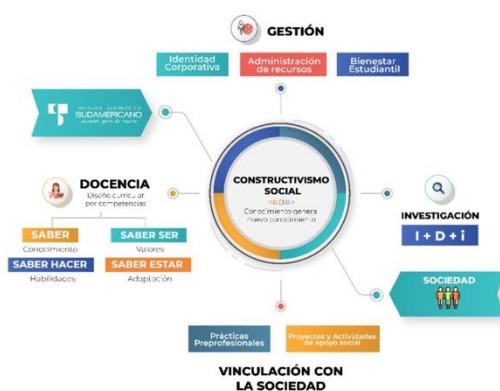 GESTIÓN
Identidad
Corporativa
Administración
de recursos
Bienestar
Estudiantil
SUDAMERICANO
DOCENCIA
Diseño curricular
por competencias
SABER
Conocimiento
SABER SER
Valores
SABER HACER
Habilidades
SABER ESTAR
Adaptación
CONSTRUCTIVISMO
SOCIAL
Conocimiento genera
nuevo conocimiento
INVESTIGACIÓN
I + D + i
SOCIEDAD
Prácticas
Preprofesionales
Proyectos y Actividades
de apoyo social
VINCULACIÓN CON
LA SOCIEDAD